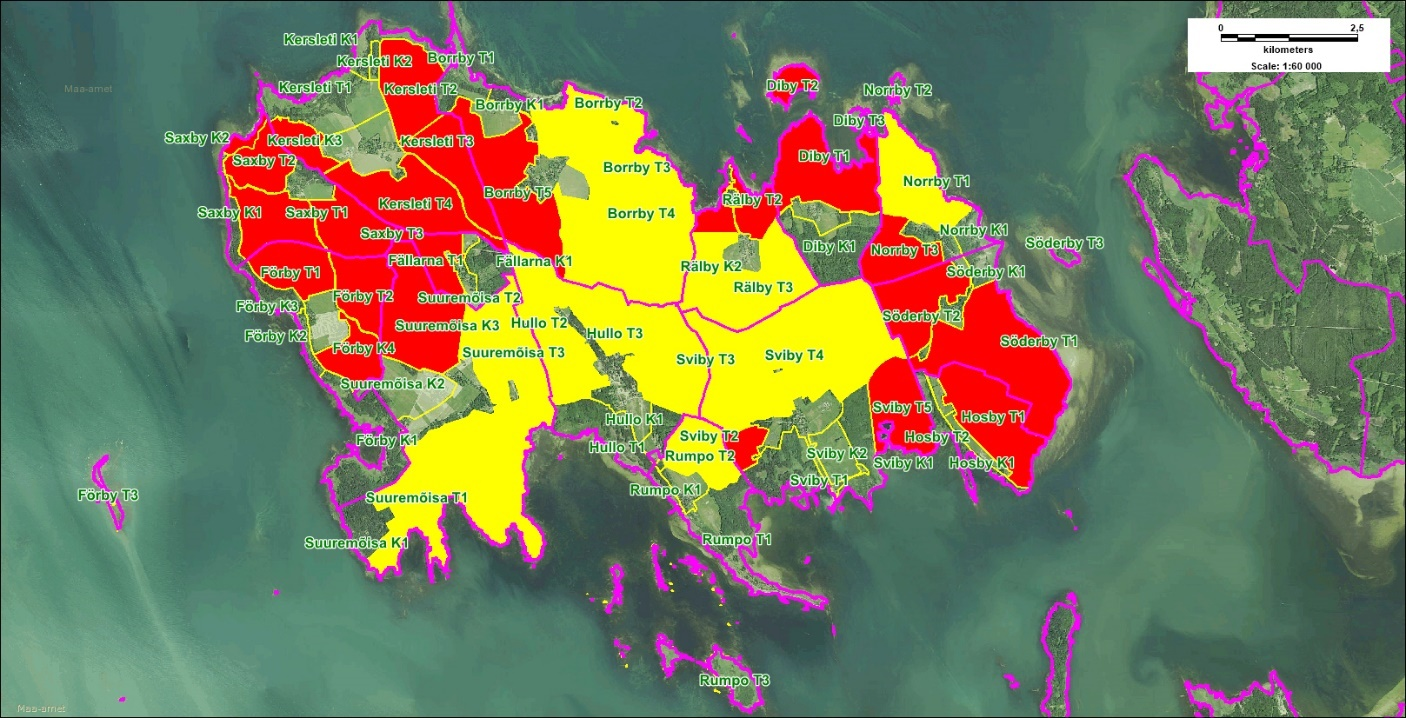 0 2,5
kilometers
Scale: 1:60 000
Maa-amet
Kersleti K1
Kersleti K2
Borrby T1
Kersleti T1
Kersleti T2
Borrby K1
Borrby T2
Diby T2
Norrby T2
Saxby K2
Kersleti K3
Kersleti T3
Diby T3
Saxby T2
Borrby T3
Diby T1
Norrby T1
Saxby K1
Saxby T1
Kersleti T4
Borrby T5
Borrby T4
Rälby T2
Saxby T3
Norrby K1
Diby K1
Norrby T3
Söderby T3
Förby T1
Fällarna T1
Fällarna K1
Rälby K2
Söderby K1
Förby T2
Suuremõisa T2
Rälby T3
Förby K3
Söderby T2
Förby K2
Suuremõisa K3
Hullo T2
Hullo T3
Söderby T1
Förby K4
Suuremõisa T3
Sviby T3
Sviby T4
Suuremõisa K2
Sviby T5
Hosby T1
Förby K1
Hullo K1
Hullo T1
Sviby T2
Hosby T2
Rumpo T2
Sviby K2
Sviby K1
Hosby K1
Förby T3
Suuremõisa T1
Rumpo K1
Sviby T1
Suuremõisa K1
Rumpo T1
Rumpo T3
Maa-amet